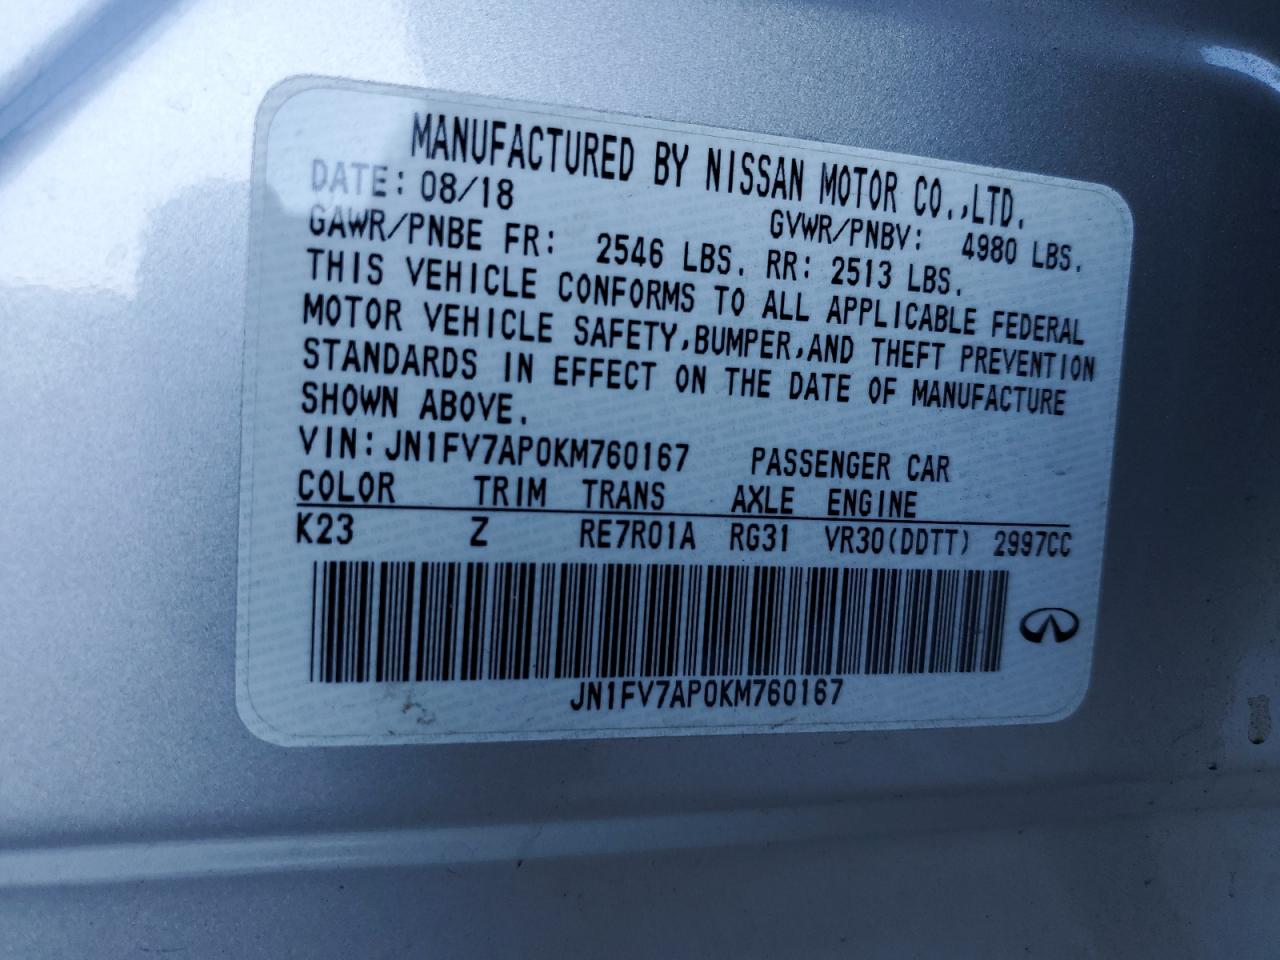 MANUFACTURED BY NISSAN MOTOR CO.,LTD.
DATE: 08/18 GVWR/PNBV: 4980 LBS.
GAWR/PNBE FR: 2546 LBS. RR: 2513 LBS.
THIS VEHICLE CONFORMS TO ALL APPLICABLE FEDERAL
MOTOR VEHICLE SAFETY,BUMPER,AND THEFT PREVENTION
STANDARDS IN EFFECT ON THE DATE OF MANUFACTURE
SHOWN ABOVE.
VIN: JN1FV7AP0KM760167 PASSENGER CAR
COLOR TRIM TRANS AXLE ENGINE
K23 Z RE7R01A RG31 VR30(DDTT) 2997CC
JN1FV7AP0KM760167